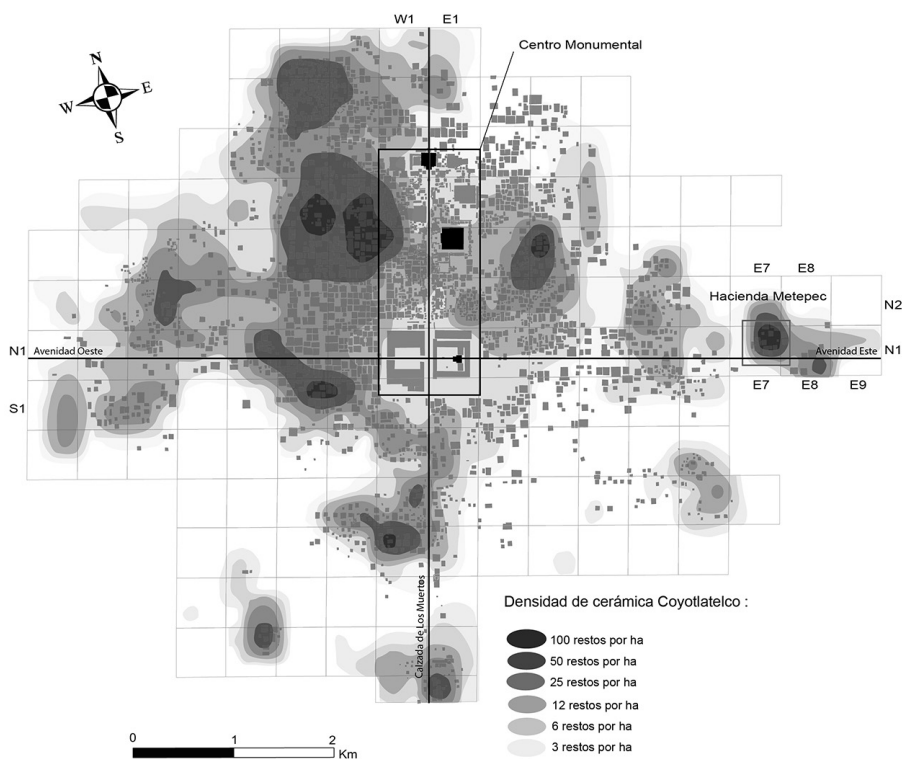 W1 E1
Centro Monumental
N
W E
S
E7 E8
Hacienda Metepec
N2
N1 Avenidad Oeste
Avenidad Este N1
S1
E7 E8 E9
Calzada de Los Muertos
Densidad de cerámica Coyotlatelco :
100 restos por ha
50 restos por ha
25 restos por ha
12 restos por ha
6 restos por ha
3 restos por ha
0 1 2
Km